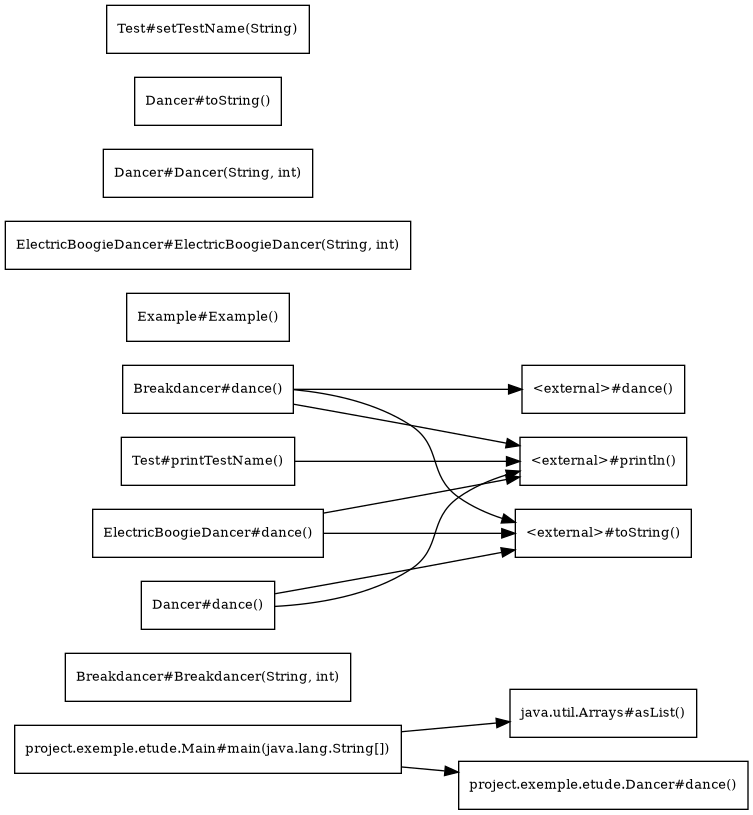 Test#setTestName(String)
Dancer#toString()
Dancer#Dancer(String, int)
ElectricBoogieDancer#ElectricBoogieDancer(String, int)
Example#Example()
Breakdancer#dance()
<external>#dance()
Test#printTestName()
<external>#println()
ElectricBoogieDancer#dance()
<external>#toString()
Dancer#dance()
Breakdancer#Breakdancer(String, int)
java.util.Arrays#asList()
project.exemple.etude.Main#main(java.lang.String[])
project.exemple.etude.Dancer#dance()